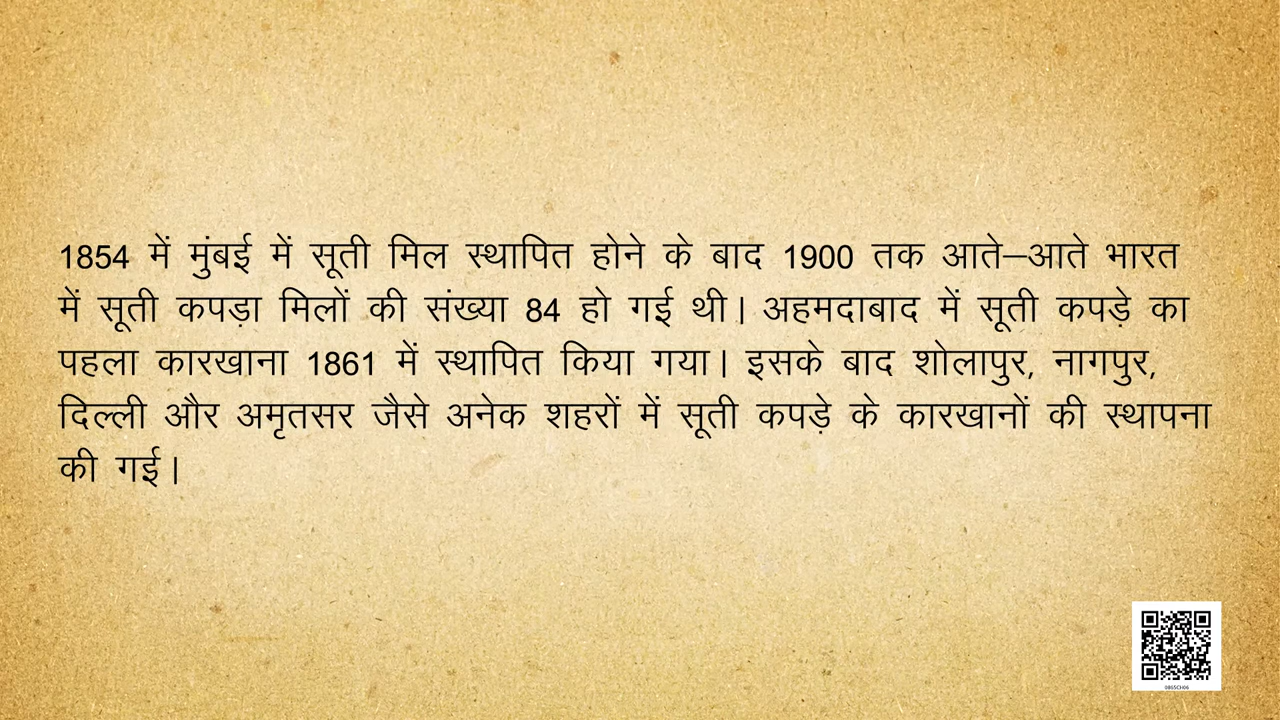 1854 में मुंबई में सूती मिल स्थापित होने के बाद 1900 तक आते–आते भारत
में सूती कपड़ा मिलों की संख्या 84 हो गई थी। अहमदाबाद में सूती कपड़े का
पहला कारखाना 1861 में स्थापित किया गया। इसके बाद शोलापुर, नागपुर,
दिल्ली और अमृतसर जैसे अनेक शहरों में सूती कपड़े के कारखानों की स्थापना
की गई।
0865CH06